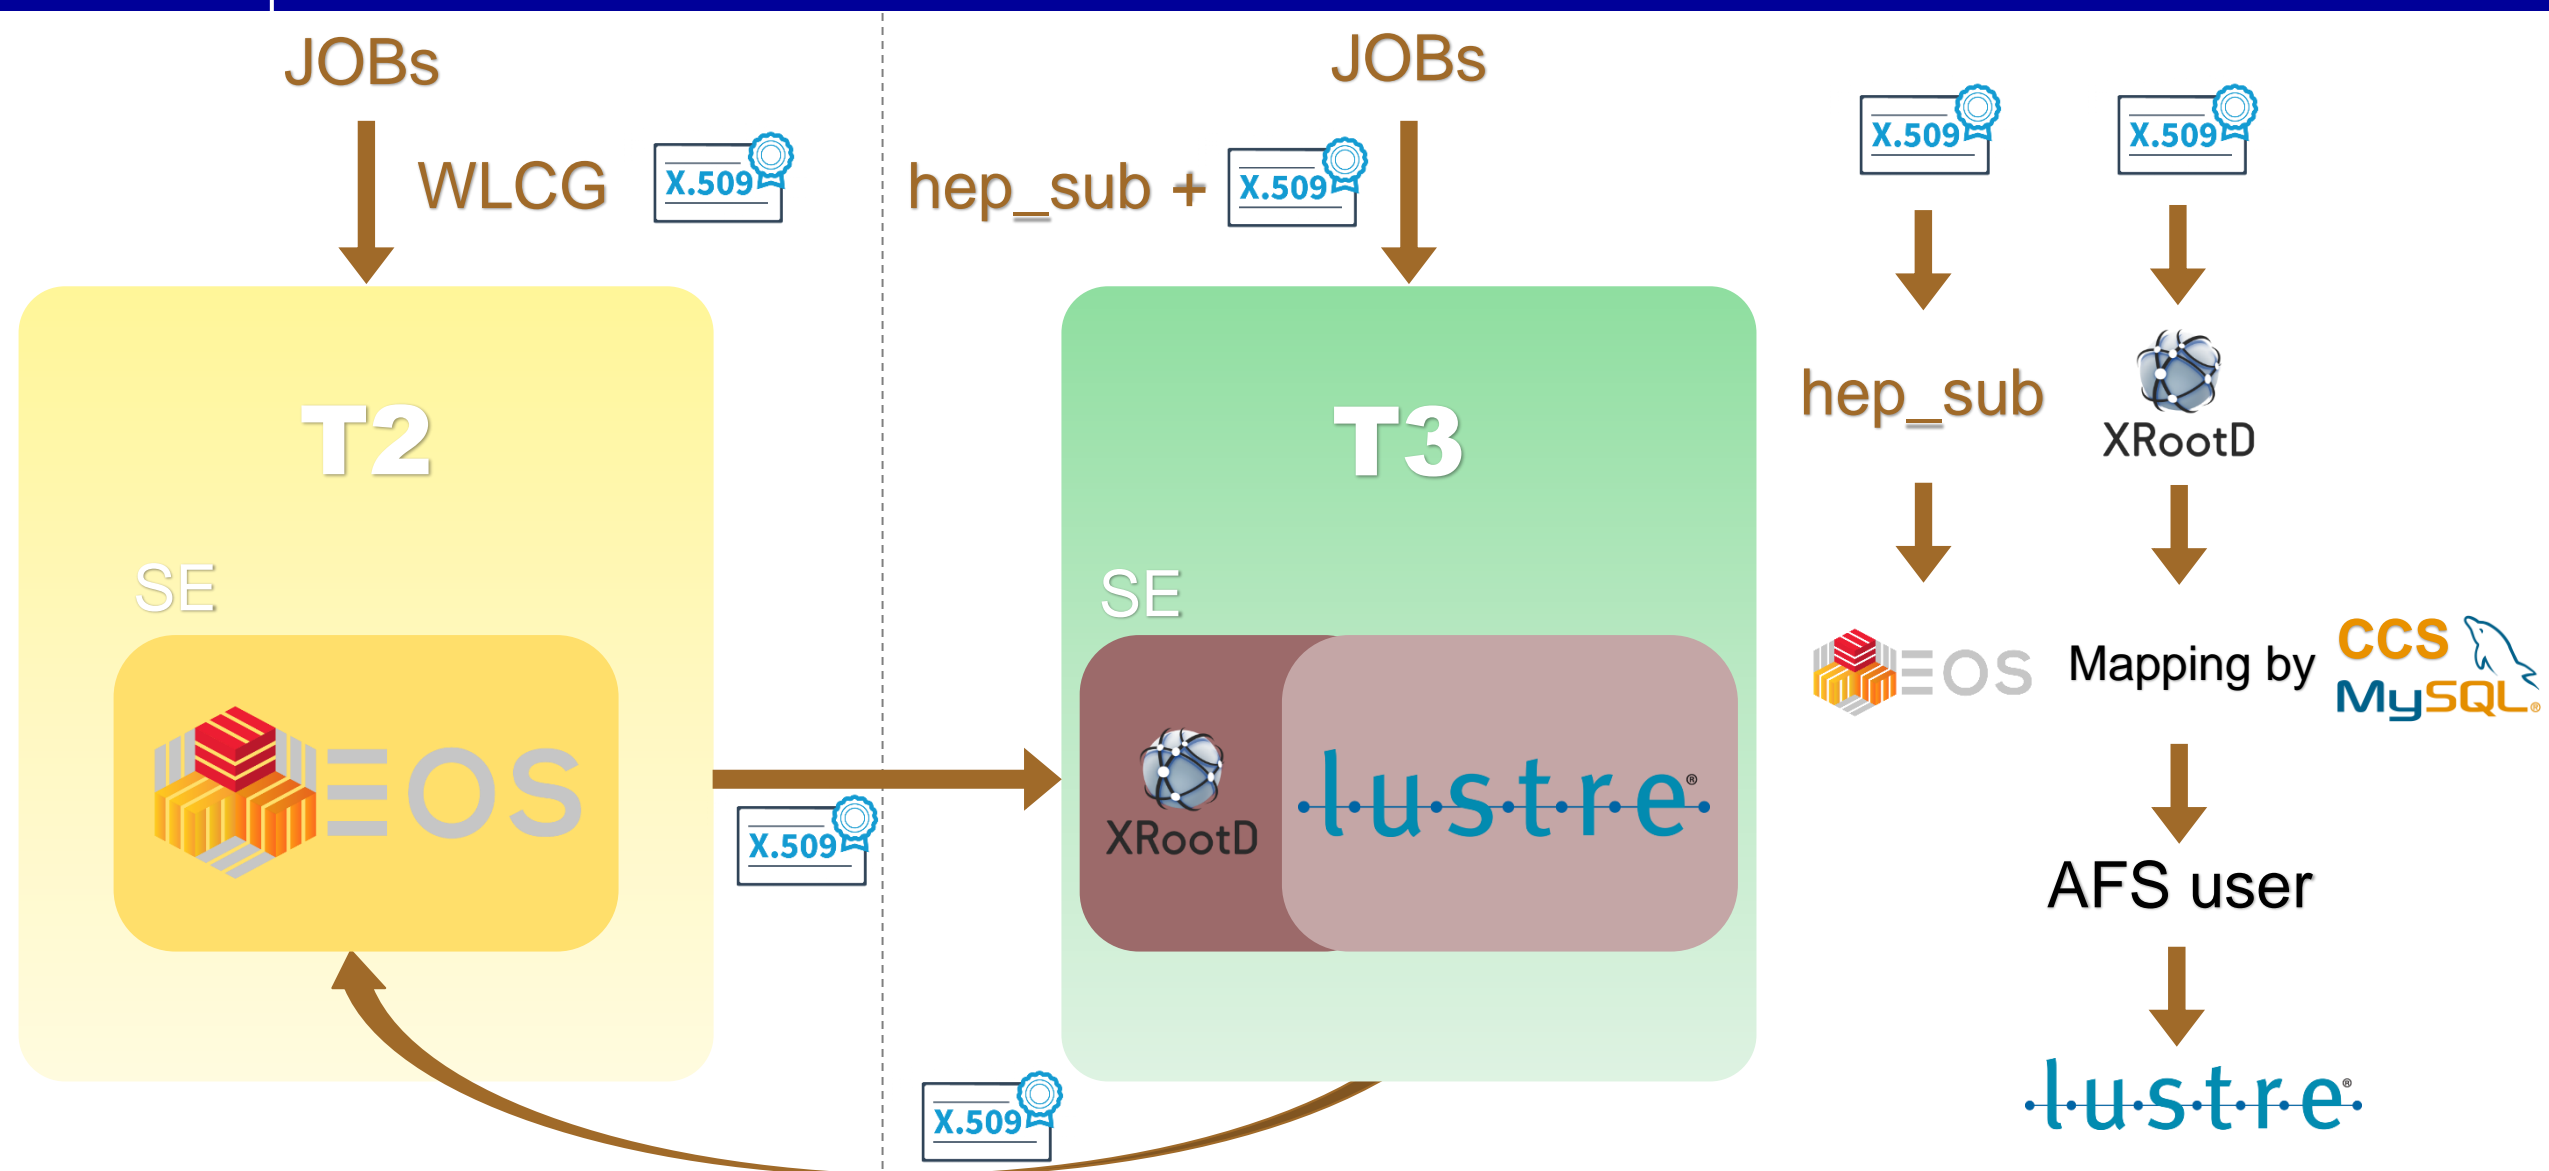 JOBs
WLCG
X.509
T2
SE
EOS
X.509
JOBs
hep_sub +
X.509
T3
SE
XRootD
lustre®
X.509
X.509
hep_sub
EOS
X.509
XRootD
Mapping by
CCS
MySQL®
AFS user
lustre®